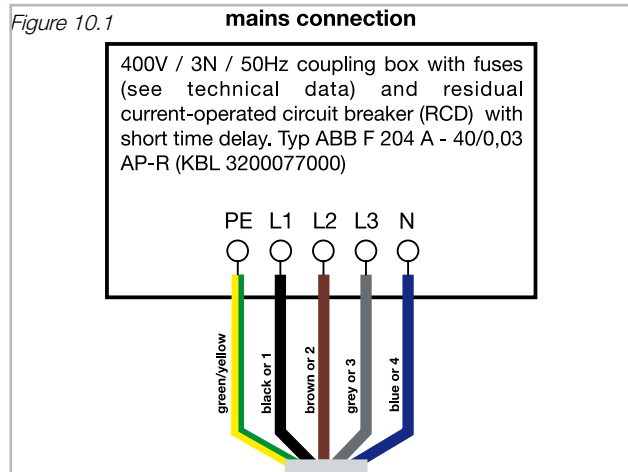 Figure 10.1
mains connection
400V / 3N / 50Hz coupling box with fuses
(see technical data) and residual
current-operated circuit breaker (RCD) with
short time delay. Typ ABB F 204 A - 40/0,03
AP-R (KBL 3200077000)
PE L1 L2 L3 N
green/yellow
black or 1
brown or 2
grey or 3
blue or 4